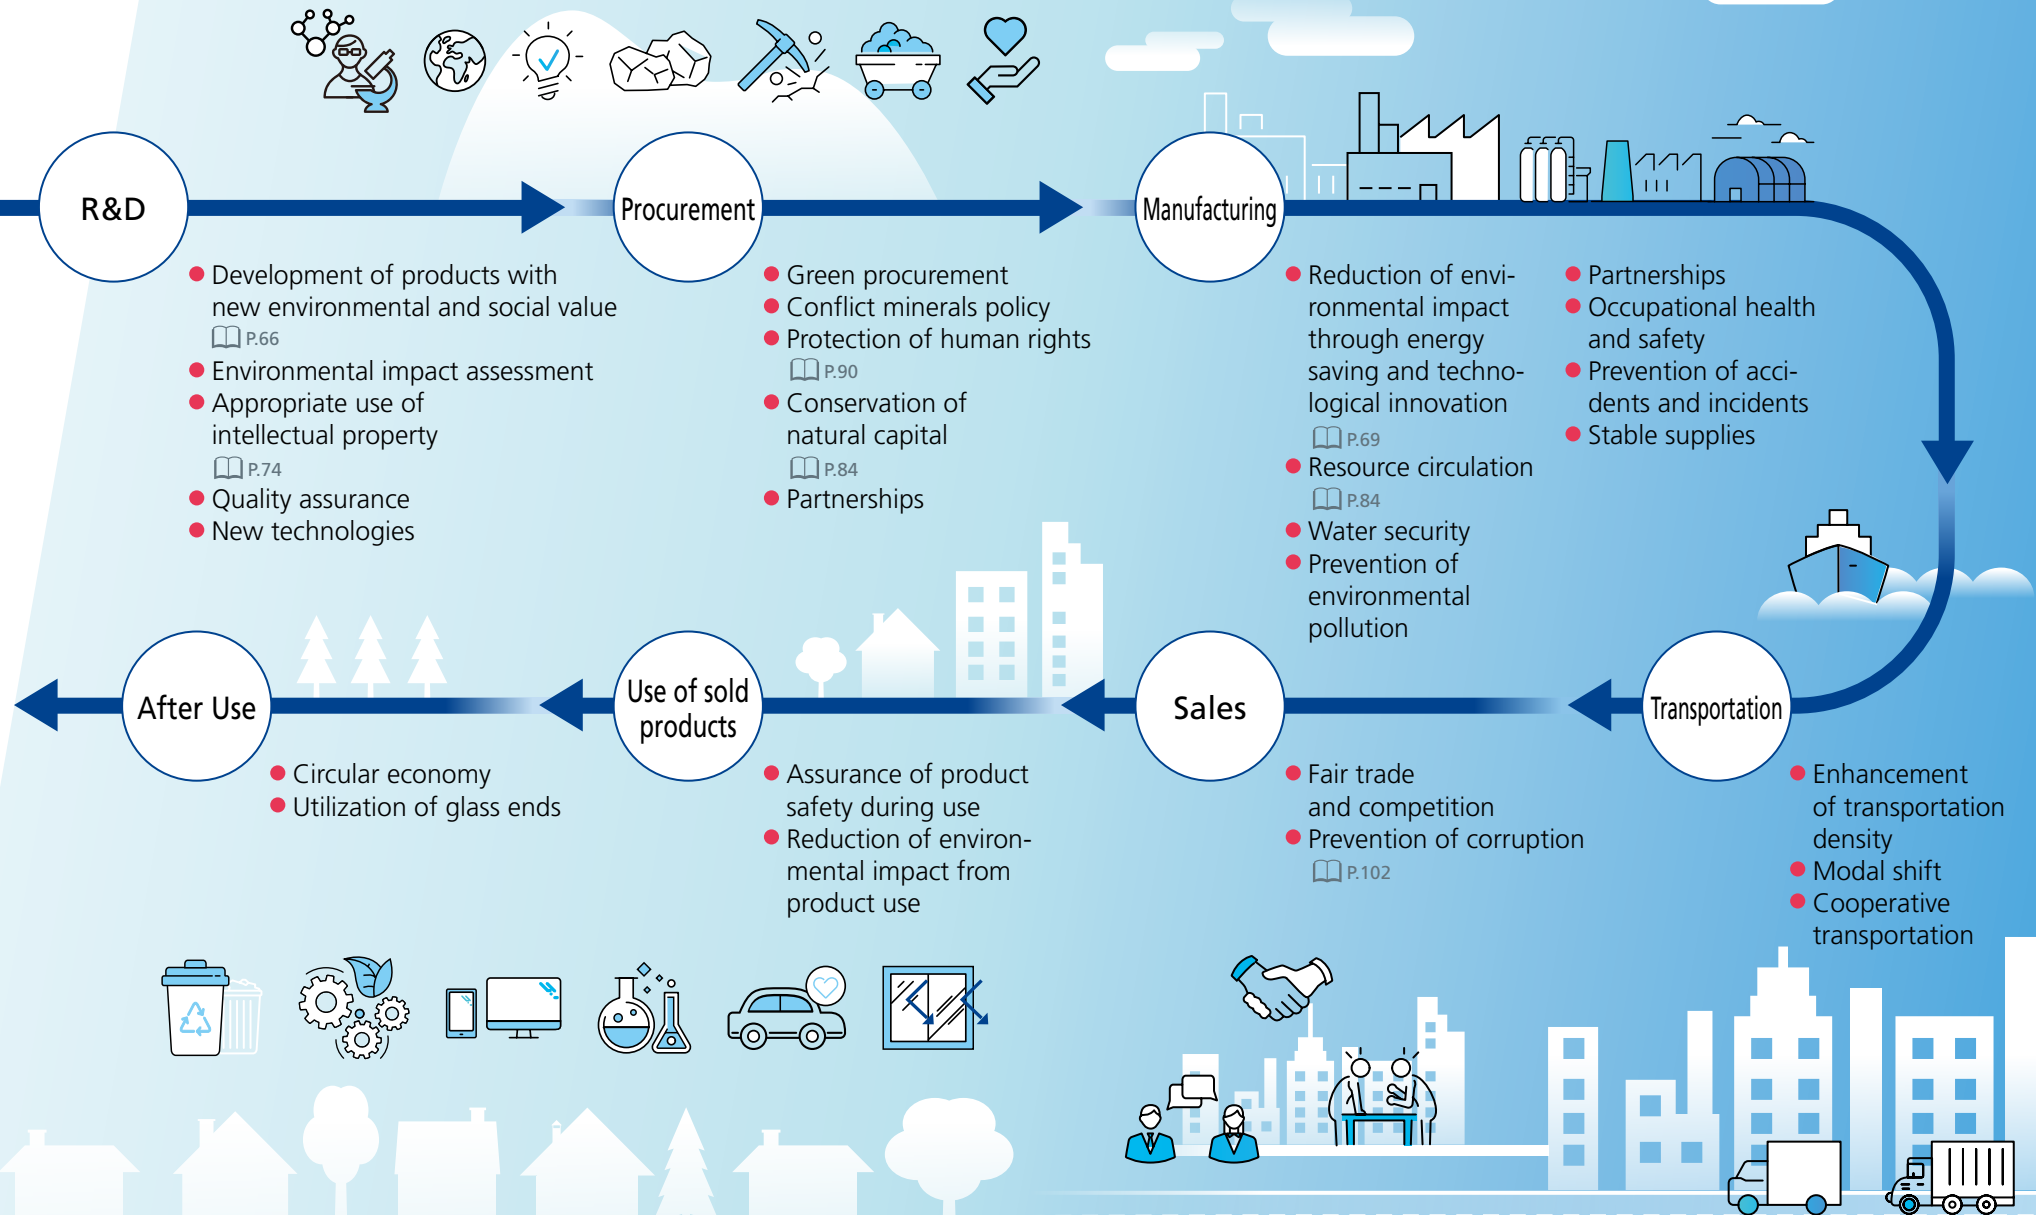 R&D
Development of products with
new environmental and social value
P.66
Environmental impact assessment
Appropriate use of
intellectual property
P.74
Quality assurance
New technologies
Procurement
Green procurement
Conflict minerals policy
Protection of human rights
P.90
Conservation of
natural capital
P.84
Partnerships
Manufacturing
Reduction of envi-
ronmental impact
through energy
saving and techno-
logical innovation
P.69
Resource circulation
P.84
Water security
Prevention of
environmental
pollution
Partnerships
Occupational health
and safety
Prevention of acci-
dents and incidents
Stable supplies
Transportation
Enhancement
of transportation
density
Modal shift
Cooperative
transportation
Sales
Fair trade
and competition
Prevention of corruption
P.102
Use of sold
products
Assurance of product
safety during use
Reduction of environ-
mental impact from
product use
After Use
Circular economy
Utilization of glass ends